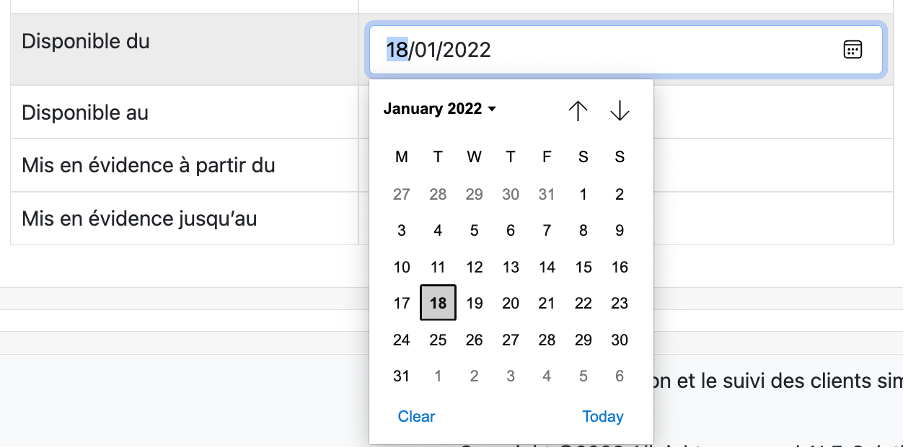 Disponible du
18/01/2022
Disponible au
Mis en évidence à partir du
Mis en évidence jusqu'au
January 2022
M T W T F S S
27 28 29 30 31 1 2
3 4 5 6 7 8 9
10 11 12 13 14 15 16
17 18 19 20 21 22 23
24 25 26 27 28 29 30
31 1 2 3 4 5 6
Clear Today
on et le suivi des clients sim